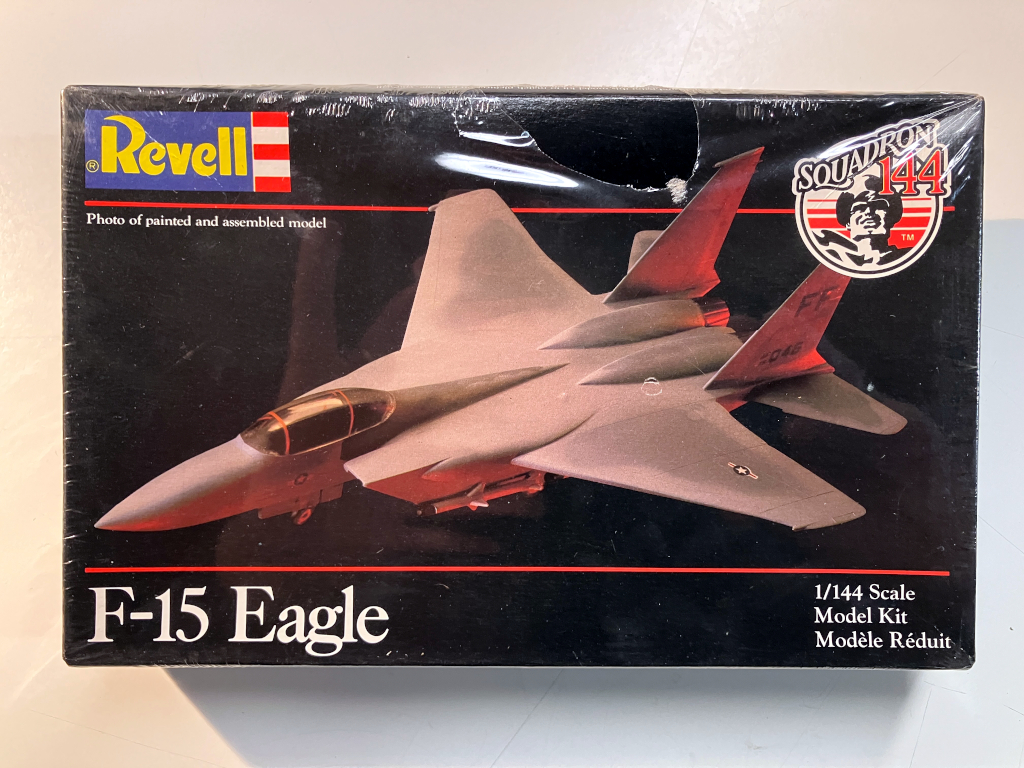 ® Revell
Photo of painted and assembled model
SQUADRON
144
TM
FF
046
F-15 Eagle
1/144 Scale
Model Kit
Modèle Réduit